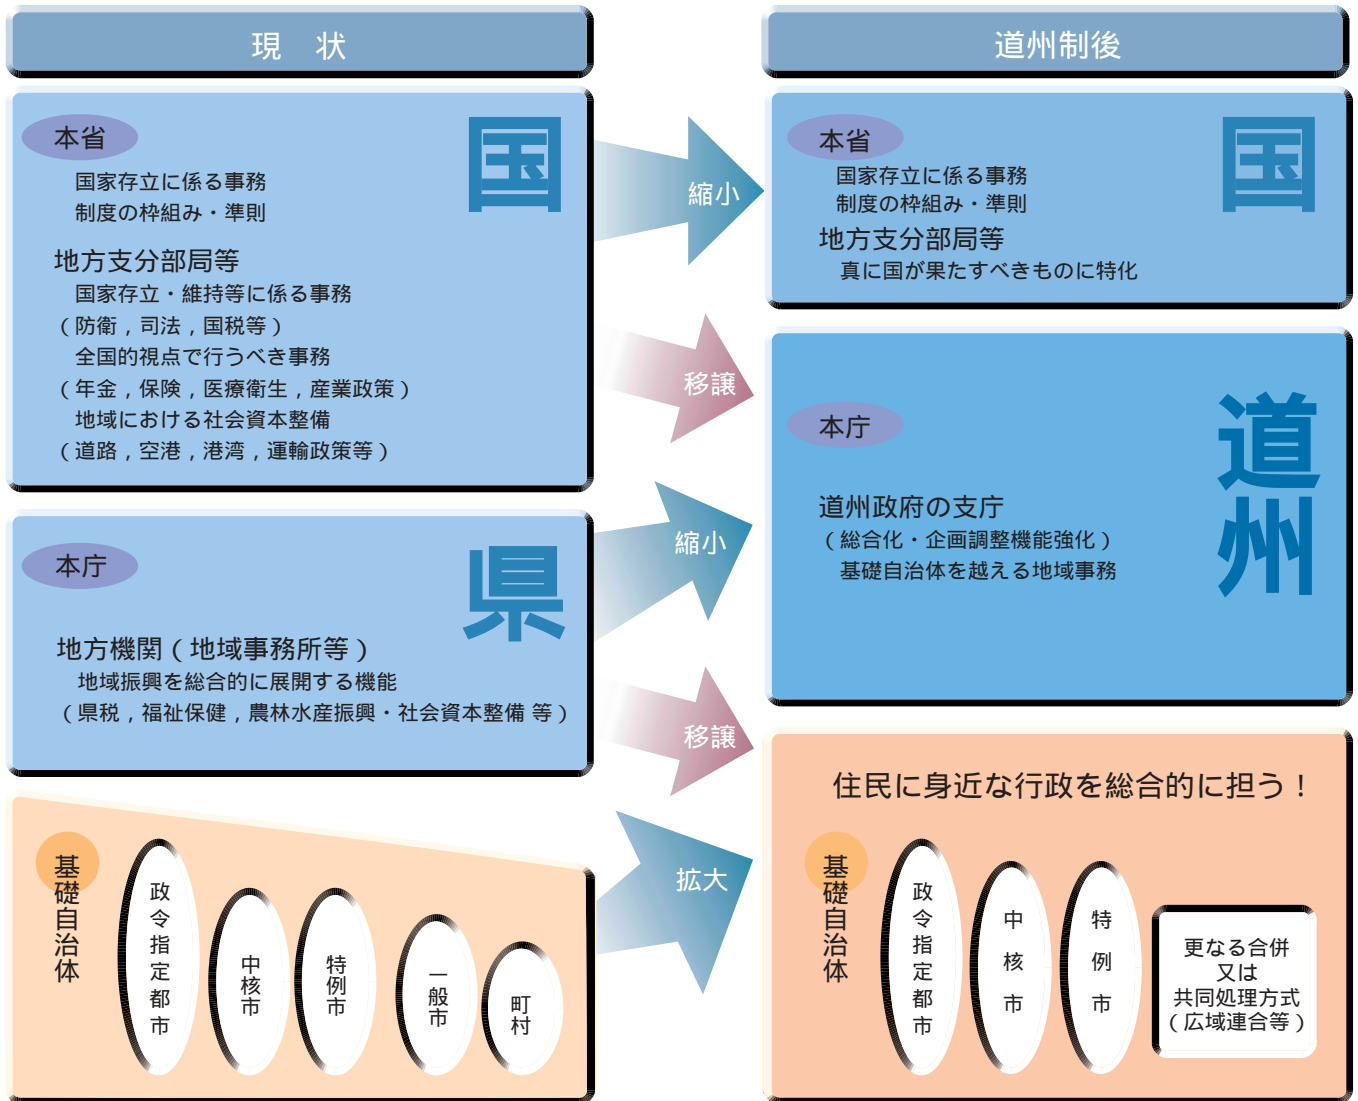 現　状
本省
国
国家存立に係る事務
制度の枠組み・準則
地方支分部局等
国家存立・維持等に係る事務
（防衛，司法，国税等）
全国的視点で行うべき事務
（年金，保険，医療衛生，産業政策）
地域における社会資本整備
（道路，空港，港湾，運輸政策等）
本庁
県
地方機関（地域事務所等）
地域振興を総合的に展開する機能
（県税，福祉保健，農林水産振興・社会資本整備 等）
基礎自治体
政令指定都市
中核市
特例市
一般市
町村
縮小
移譲
縮小
移譲
拡大
道州制後
本省
国
国家存立に係る事務
制度の枠組み・準則
地方支分部局等
真に国が果たすべきものに特化
本庁
道州
道州政府の支庁
（総合化・企画調整機能強化）
基礎自治体を越える地域事務
住民に身近な行政を総合的に担う！
基礎自治体
政令指定都市
中核市
特例市
更なる合併
又は
共同処理方式
（広域連合等）